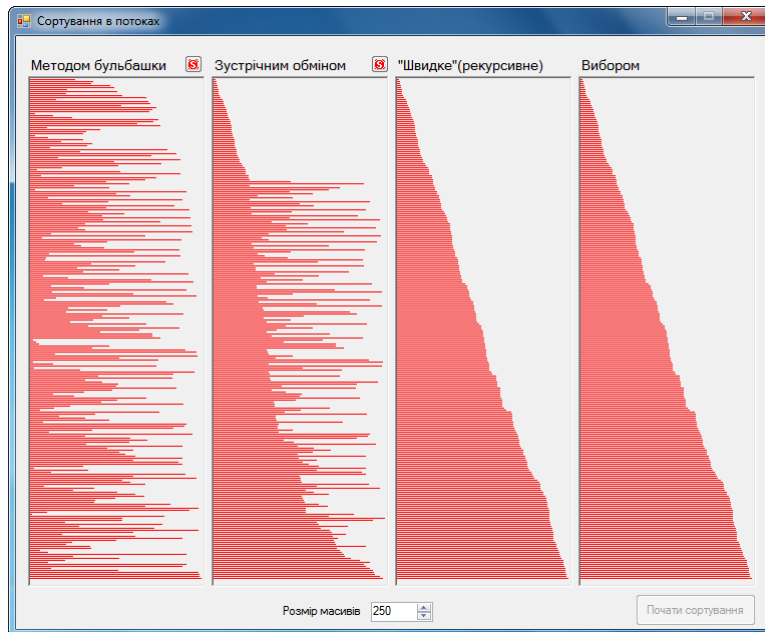 Сортування в потоках
Методом бульбашки
Зустрічним обміном
"Швидке"(рекурсивне)
Вибором
Розмір масивів 250
Почати сортування